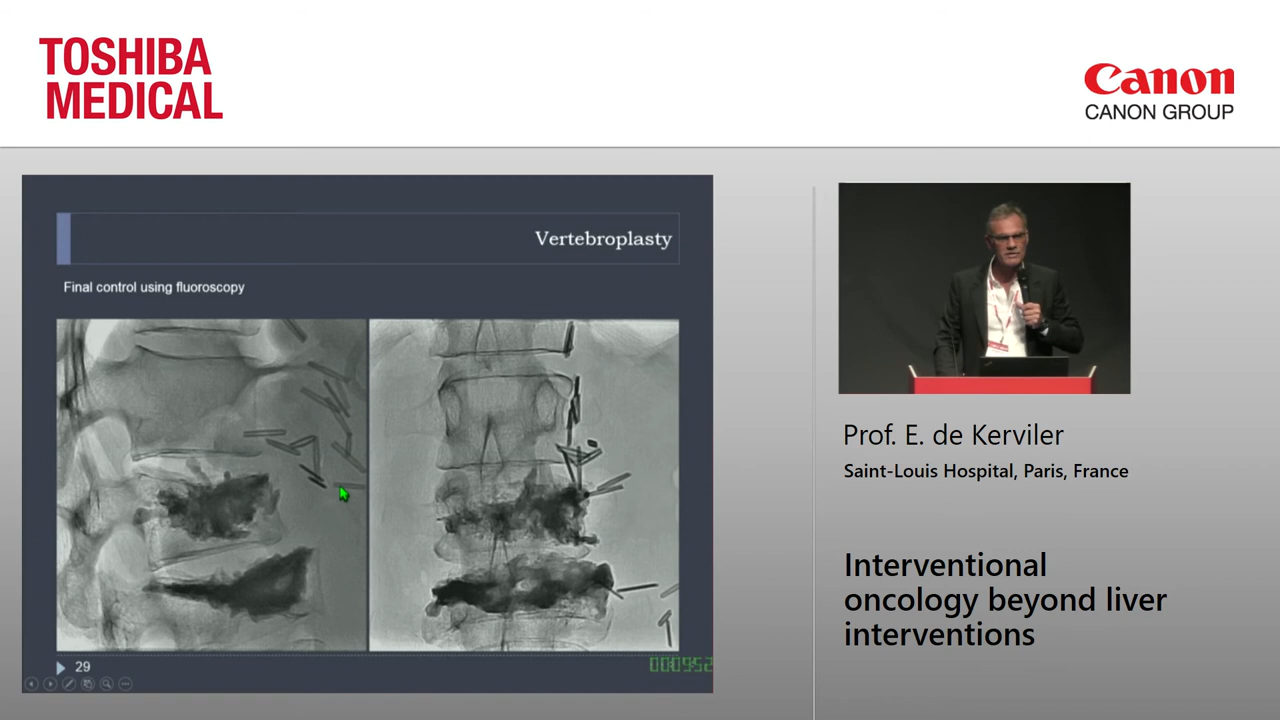 TOSHIBA
MEDICAL
Canon
CANON GROUP
Vertebroplasty
Final control using fluoroscopy
29
000952
Prof. E. de Kerviler
Saint-Louis Hospital, Paris, France
Interventional
oncology beyond liver
interventions